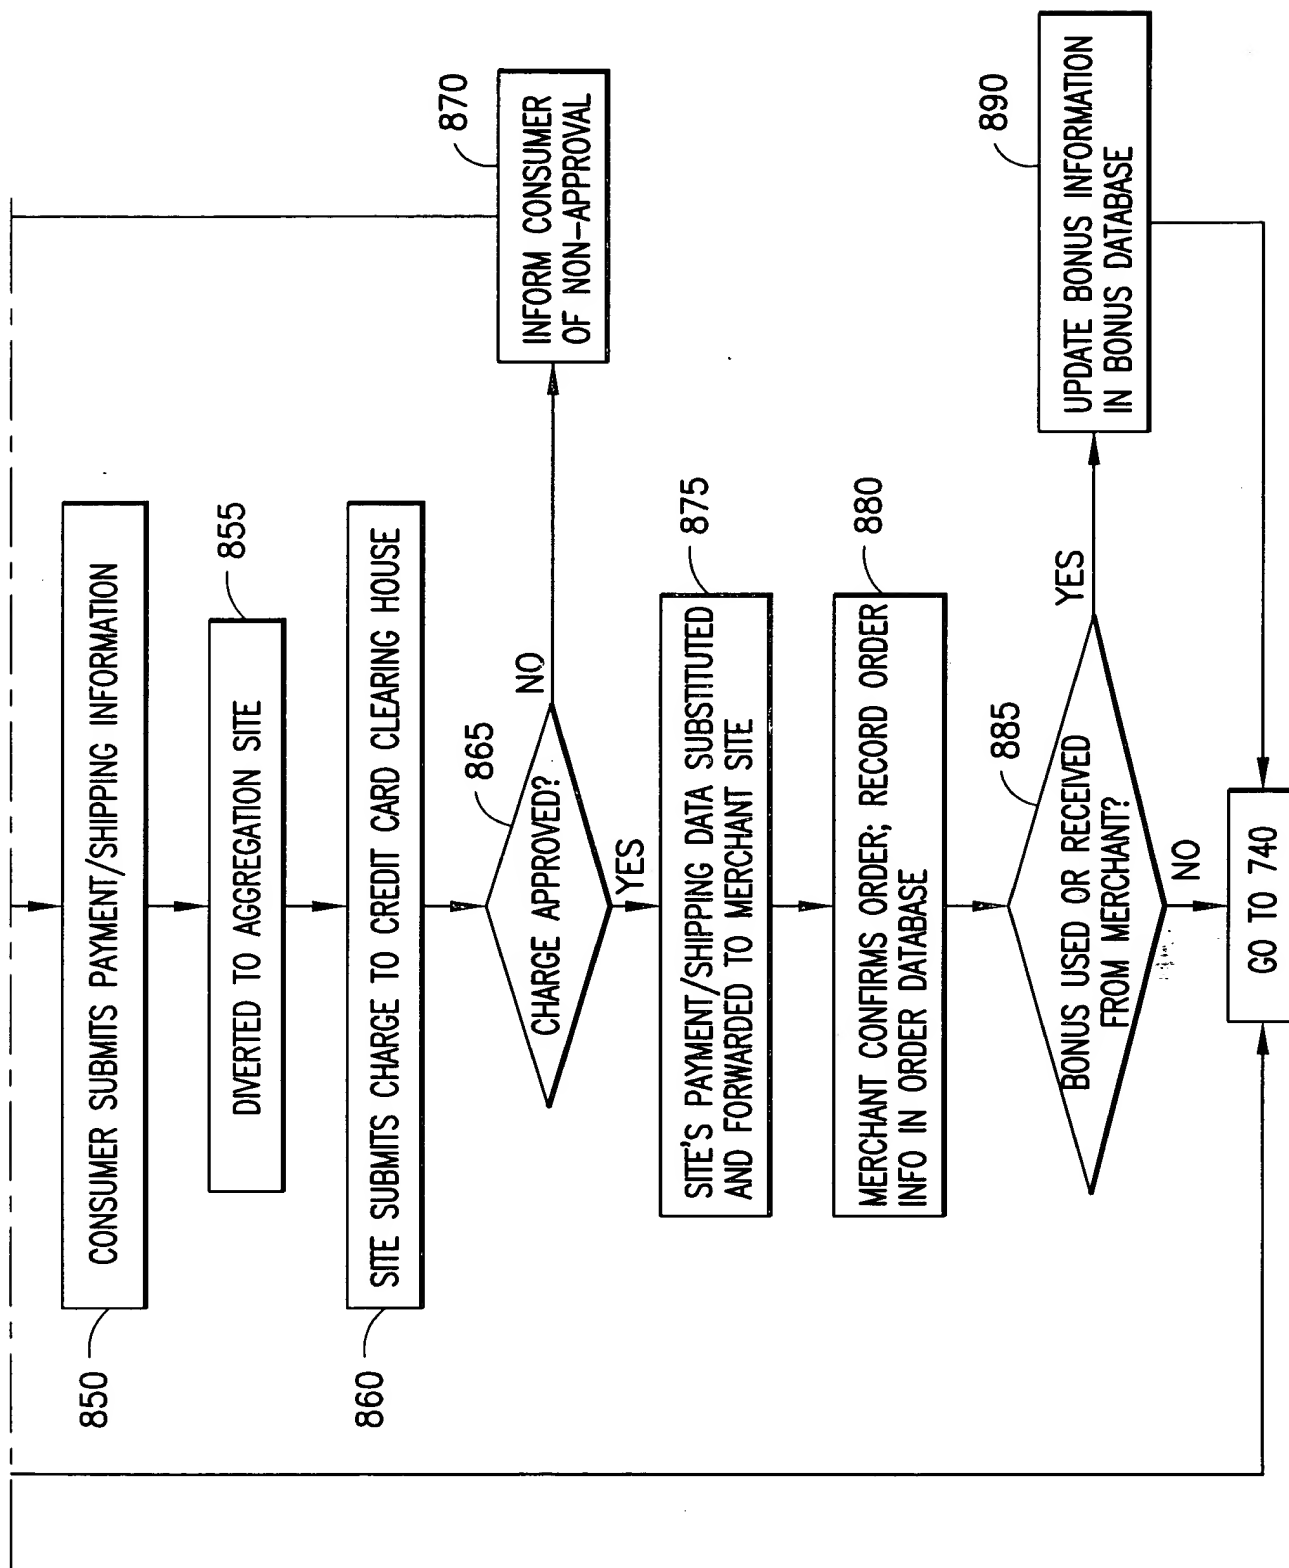 850
CONSUMER SUBMITS PAYMENT/SHIPPING INFORMATION
DIVERTED TO AGGREGATION SITE
855
860
SITE SUBMITS CHARGE TO CREDIT CARD CLEARING HOUSE
865
CHARGE APPROVED?
NO
870
INFORM CONSUMER
OF NON-APPROVAL
YES
875
SITE'S PAYMENT/SHIPPING DATA SUBSTITUTED
AND FORWARDED TO MERCHANT SITE
880
MERCHANT CONFIRMS ORDER; RECORD ORDER
INFO IN ORDER DATABASE
885
BONUS USED OR RECEIVED
FROM MERCHANT?
YES
890
UPDATE BONUS INFORMATION
IN BONUS DATABASE
NO
GO TO 740